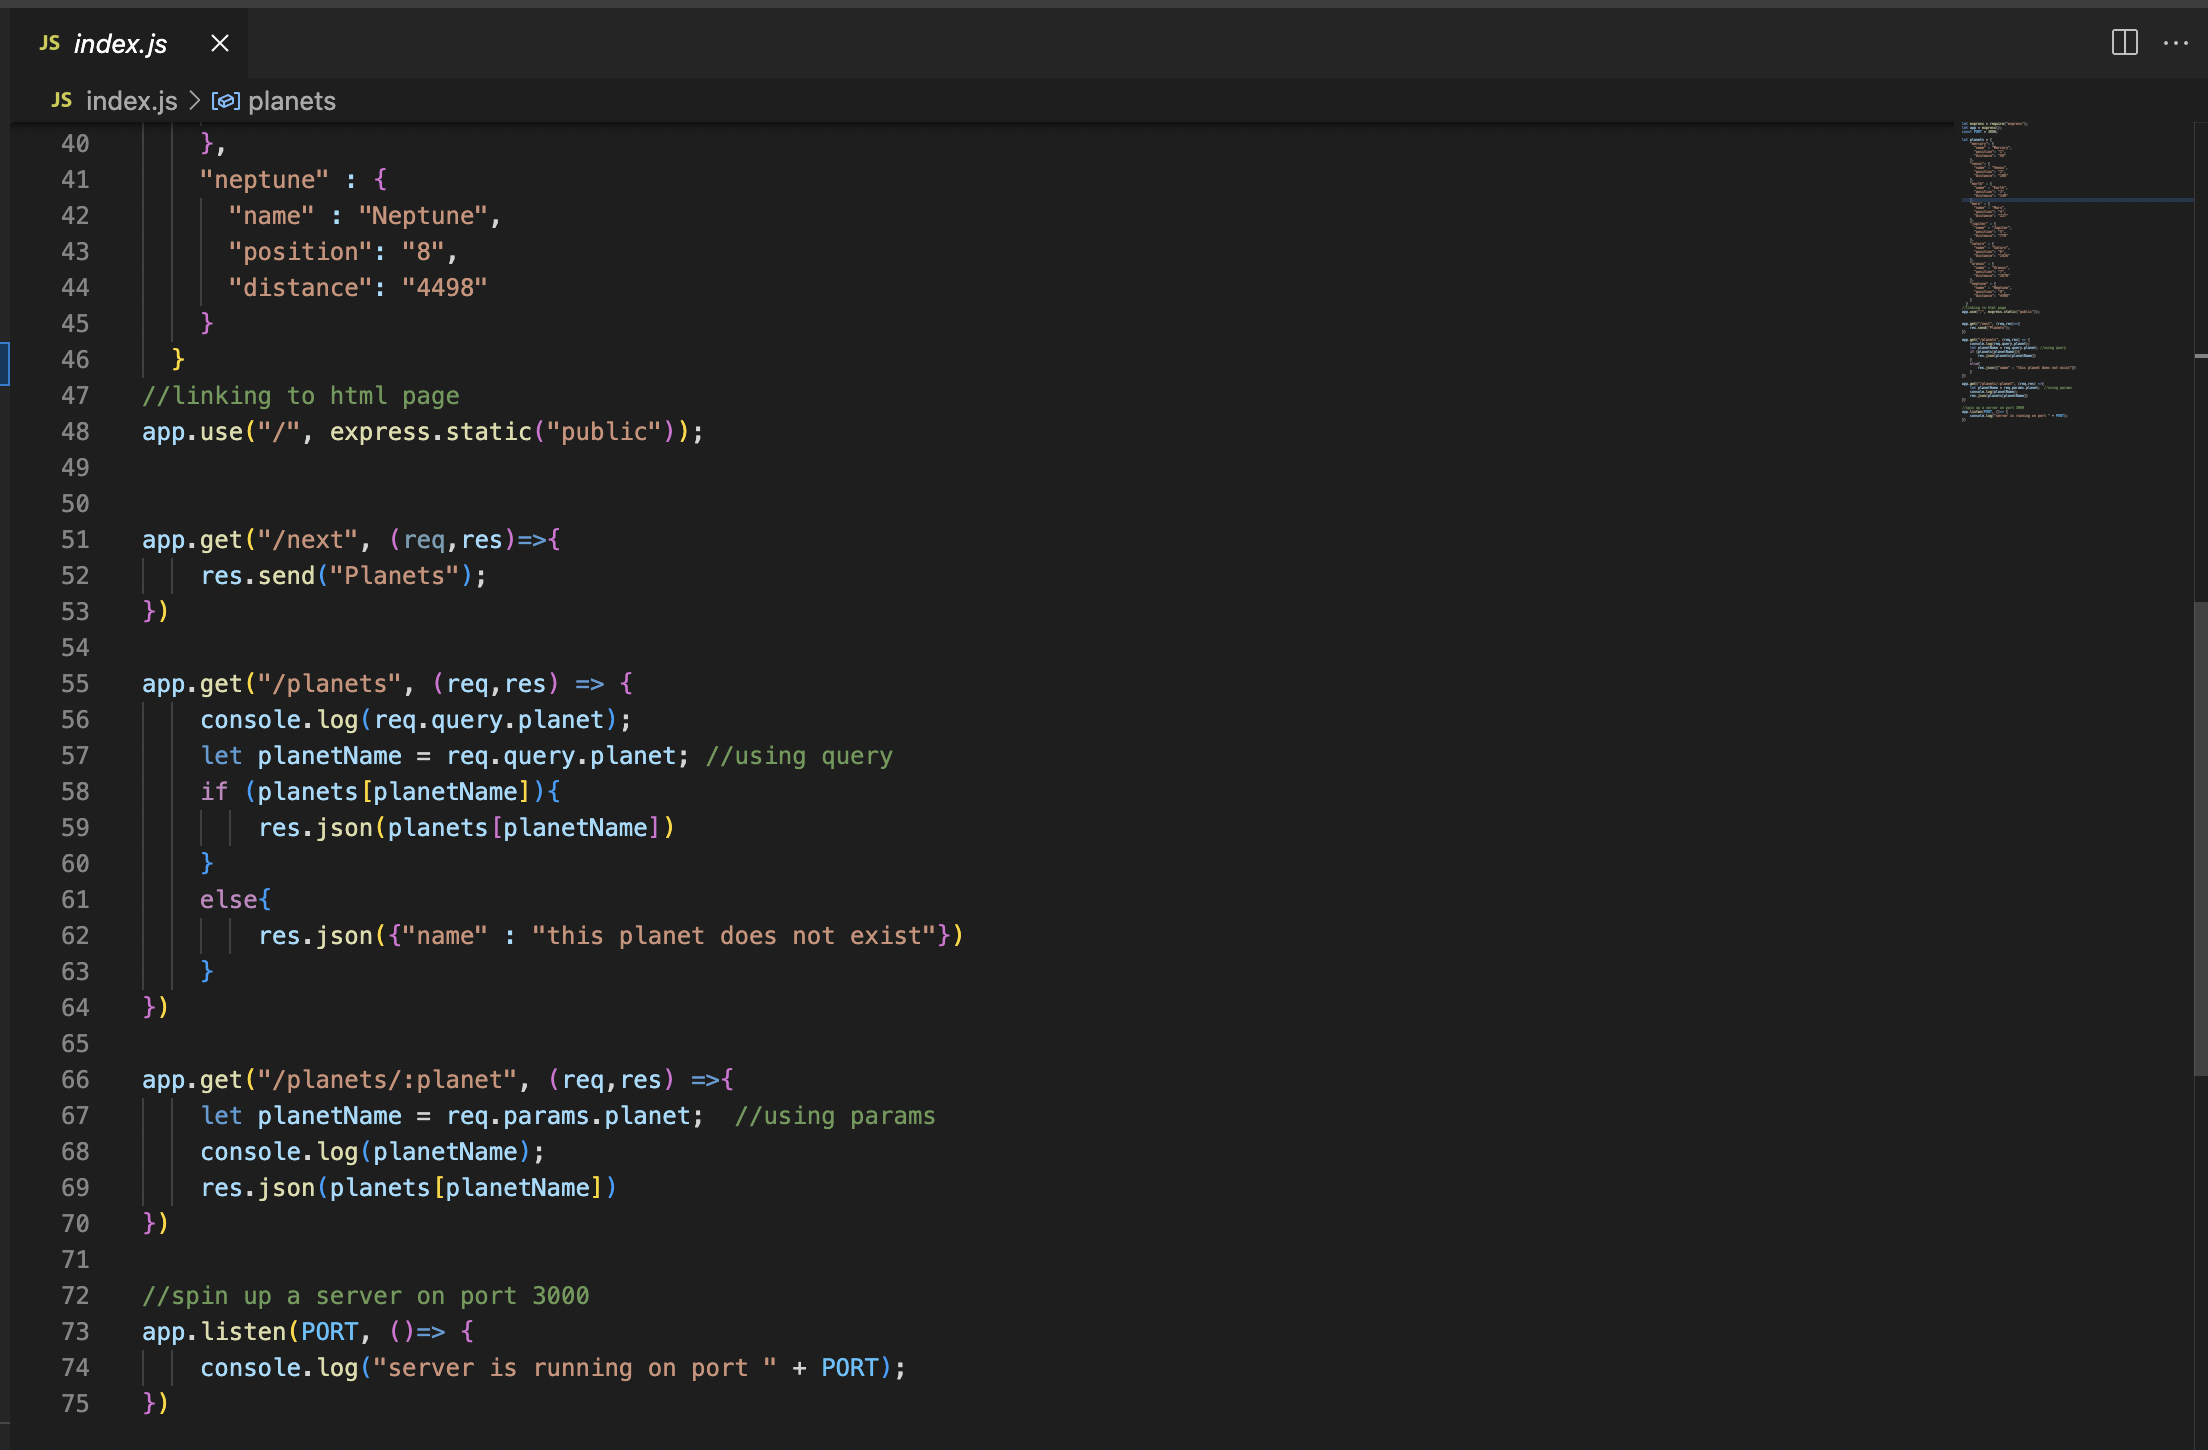 JS index.js
JS index.js > planets
40 },
41 "neptune" : {
42 "name" : "Neptune",
43 "position": "8",
44 "distance": "4498"
45 }
46 }
47 //linking to html page
48 app.use("/", express.static("public"));
49
50
51 app.get("/next", (req,res)=>{
52 res.send("Planets");
53 })
54
55 app.get("/planets", (req,res) => {
56 console.log(req.query.planet);
57 let planetName = req.query.planet; //using query
58 if (planets[planetName]){
59 res.json(planets[planetName])
60 }
61 else{
62 res.json({"name" : "this planet does not exist"})
63 }
64 })
65
66 app.get("/planets/:planet", (req,res) =>{
67 let planetName = req.params.planet;  //using params
68 console.log(planetName);
69 res.json(planets[planetName])
70 })
71
72 //spin up a server on port 3000
73 app.listen(PORT, ()=> {
74 console.log("server is running on port " + PORT);
75 })